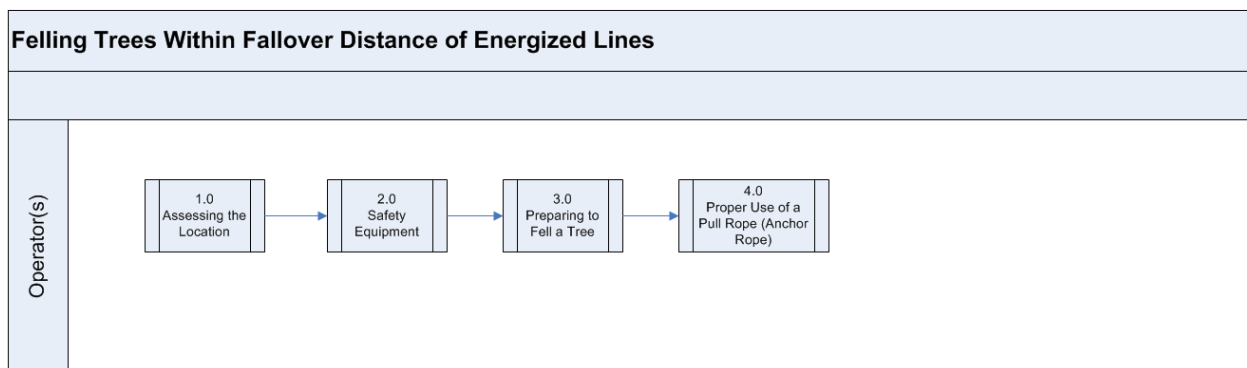 Felling Trees Within Fallover Distance of Energized Lines
Operator(s)
1.0
Assessing the
Location
2.0
Safety
Equipment
3.0
Preparing to
Fell a Tree
4.0
Proper Use of a
Pull Rope (Anchor
Rope)